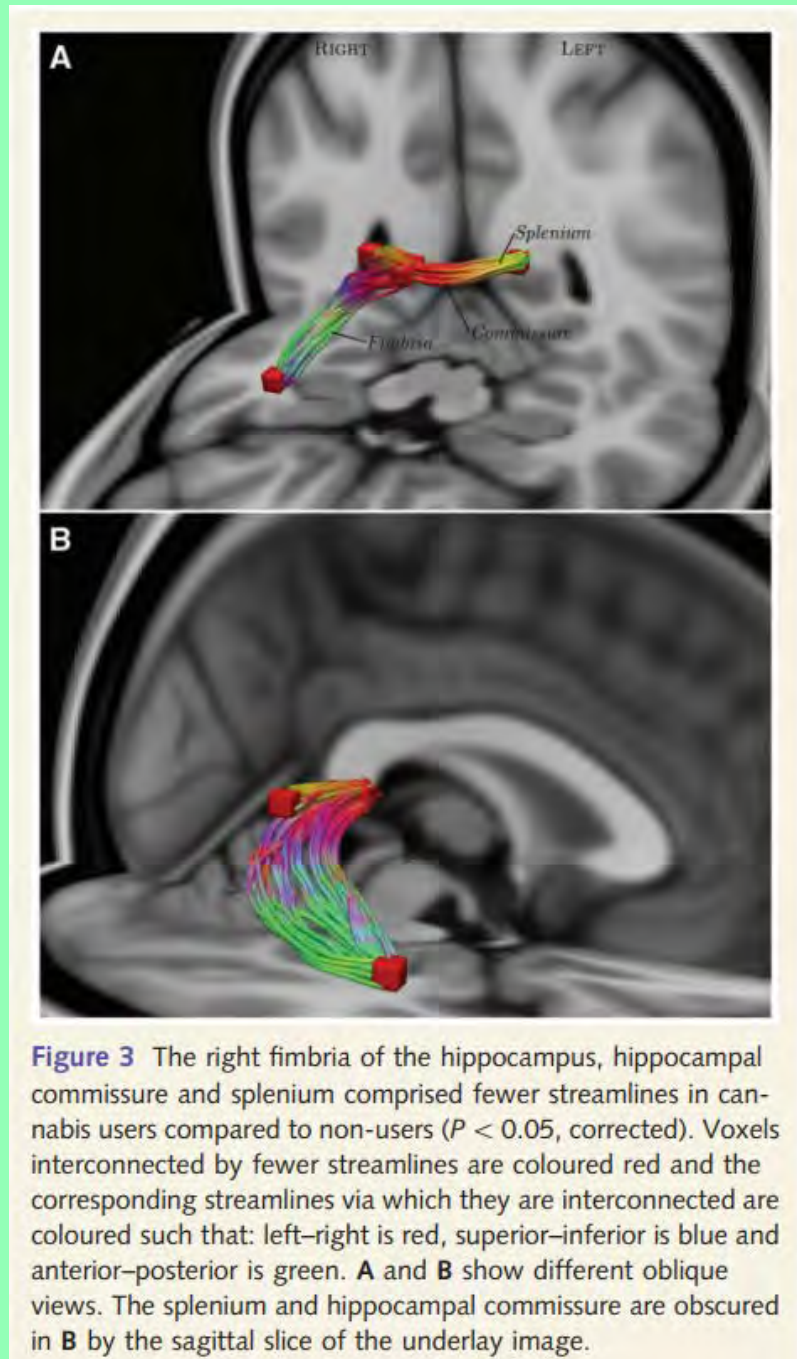 A
RIGHT
LEFT
Splenium
Commissure
Fimbisa
B
Figure 3 The right fimbria of the hippocampus, hippocampal
commissure and splenium comprised fewer streamlines in can-
nabis users compared to non-users (P < 0.05, corrected). Voxels
interconnected by fewer streamlines are coloured red and the
corresponding streamlines via which they are interconnected are
coloured such that: left–right is red, superior–inferior is blue and
anterior–posterior is green. A and B show different oblique
views. The splenium and hippocampal commissure are obscured
in B by the sagittal slice of the underlay image.